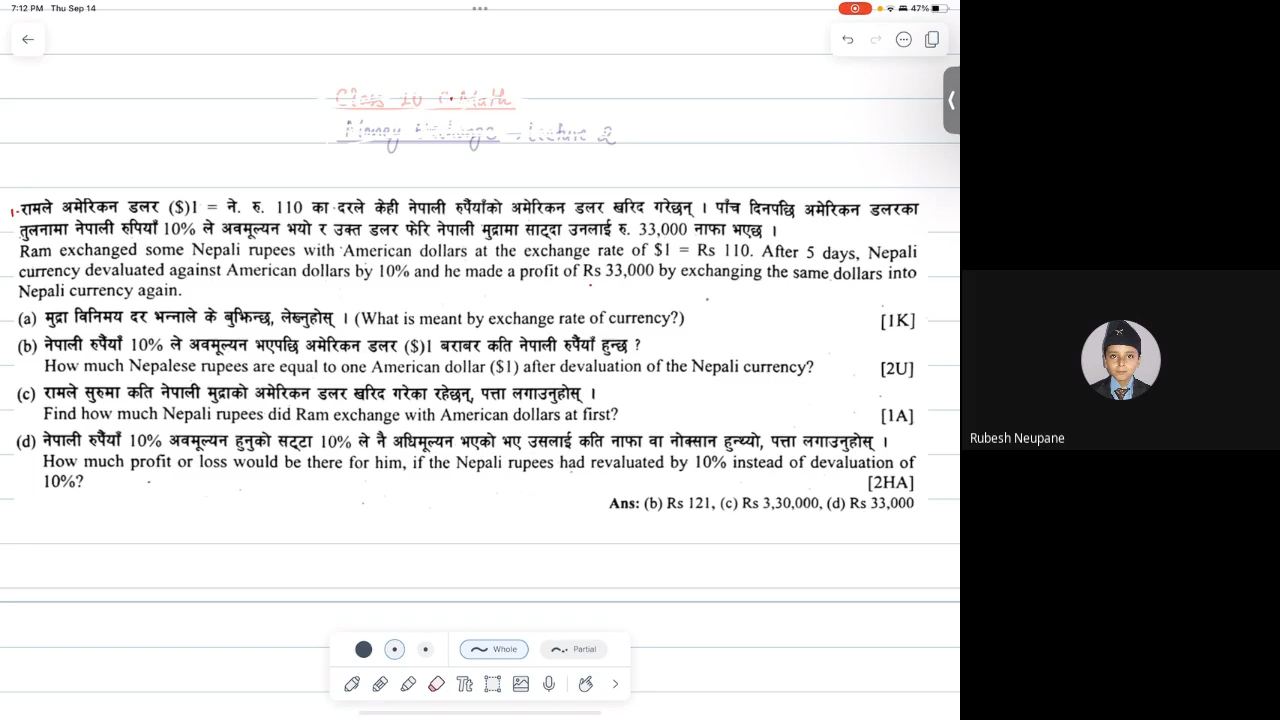 7:12 PM Thu Sep 14
47%
Class 10 C.Math
Money Exchange - Lecture 2
1. रामले अमेरिकन डलर ($)1 = ने. रु. 110 का दरले केही नेपाली रुपैँयाँको अमेरिकन डलर खरिद गरेछन् । पाँच दिनपछि अमेरिकन डलरका
तुलनामा नेपाली रुपियाँ 10% ले अवमूल्यन भयो र उक्त डलर फेरि नेपाली मुद्रामा साट्दा उनलाई रु. 33,000 नाफा भएछ ।
Ram exchanged some Nepali rupees with American dollars at the exchange rate of $1 = Rs 110. After 5 days, Nepali
currency devaluated against American dollars by 10% and he made a profit of Rs 33,000 by exchanging the same dollars into
Nepali currency again.
(a) मुद्रा विनिमय दर भन्नाले के बुझिन्छ, लेख्नुहोस् । (What is meant by exchange rate of currency?) [1K]
(b) नेपाली रुपैँयाँ 10% ले अवमूल्यन भएपछि अमेरिकन डलर ($)1 बराबर कति नेपाली रुपैँयाँ हुन्छ ?
How much Nepalese rupees are equal to one American dollar ($1) after devaluation of the Nepali currency? [2U]
(c) रामले सुरुमा कति नेपाली मुद्राको अमेरिकन डलर खरिद गरेका रहेछन्, पत्ता लगाउनुहोस् ।
Find how much Nepali rupees did Ram exchange with American dollars at first? [1A]
(d) नेपाली रुपैँयाँ 10% अवमूल्यन हुनुको सट्टा 10% ले नै अधिमूल्यन भएको भए उसलाई कति नाफा वा नोक्सान हुन्थ्यो, पत्ता लगाउनुहोस् ।
How much profit or loss would be there for him, if the Nepali rupees had revaluated by 10% instead of devaluation of
10%? [2HA]
Ans: (b) Rs 121, (c) Rs 3,30,000, (d) Rs 33,000
Rubesh Neupane
Whole
Partial
Tt